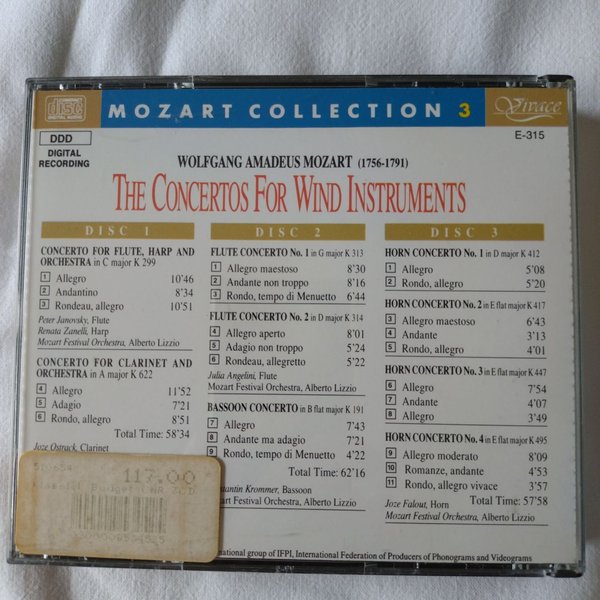 disc
DIGITAL AUDIO
MOZART COLLECTION 3
Vivace
DDD
DIGITAL
RECORDING
E-315
WOLFGANG AMADEUS MOZART (1756-1791)
THE CONCERTOS FOR WIND INSTRUMENTS
DISC 1
CONCERTO FOR FLUTE, HARP AND
ORCHESTRA in C major K 299
1 Allegro 10'46
2 Andantino 8'34
3 Rondeau, allegro 10'51
Peter Janovsky, Flute
Renata Zanelli, Harp
Mozart Festival Orchestra, Alberto Lizzio
CONCERTO FOR CLARINET AND
ORCHESTRA in A major K 622
4 Allegro 11'52
5 Adagio 7'21
6 Rondo, allegro 8'51
Total Time: 58'34
Joze Ostrack, Clarinet
117.00
DISC 2
FLUTE CONCERTO No. 1 in G major K 313
1 Allegro maestoso 8'30
2 Andante non troppo 8'16
3 Rondo, tempo di Menuetto 6'44
FLUTE CONCERTO No. 2 in D major K 314
4 Allegro aperto 8'01
5 Adagio non troppo 5'24
6 Rondeau, allegretto 5'22
Julia Angelini, Flute
Mozart Festival Orchestra, Alberto Lizzio
BASSOON CONCERTO in B flat major K 191
7 Allegro 7'43
8 Andante ma adagio 7'21
9 Rondo, tempo di Menuetto 4'22
Total Time: 62'16
Krommer, Bassoon
Festival Orchestra, Alberto Lizzio
DISC 3
HORN CONCERTO No. 1 in D major K 412
1 Allegro 5'08
2 Rondo, allegro 5'20
HORN CONCERTO No. 2 in E flat major K 417
3 Allegro maestoso 6'43
4 Andante 3'13
5 Rondo, allegro 4'01
HORN CONCERTO No. 3 in E flat major K 447
6 Allegro 7'54
7 Andante 4'07
8 Allegro 3'49
HORN CONCERTO No. 4 in E flat major K 495
9 Allegro moderato 8'09
10 Romanze, andante 4'53
11 Rondo, allegro vivace 3'57
Joze Falout, Horn Total Time: 57'58
Mozart Festival Orchestra, Alberto Lizzio
national group of IFPI, International Federation of Producers of Phonograms and Videograms